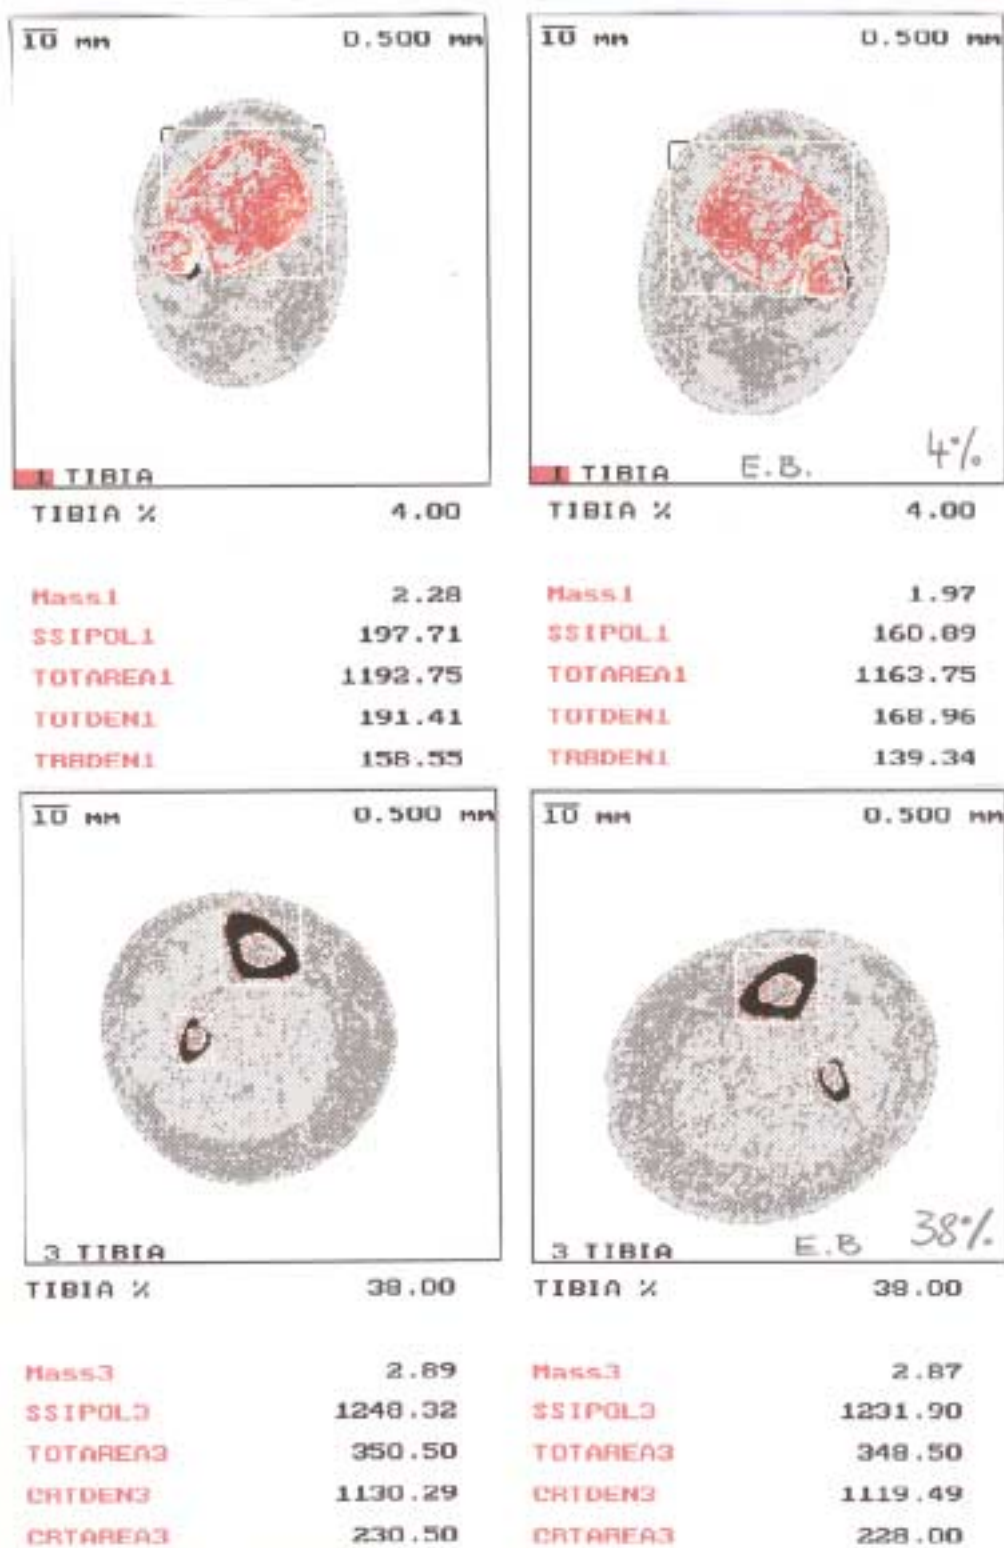 10 mm 0.500 mm
10 mm 0.500 mm
1 TIBIA
1 TIBIA E.B. 4%
TIBIA % 4.00
TIBIA % 4.00
Mass1 2.28
Mass1 1.97
SSIPOL1 197.71
SSIPOL1 160.89
TOTAREA1 1192.75
TOTAREA1 1163.75
TOTDEN1 191.41
TOTDEN1 168.96
TRBDEN1 158.55
TRBDEN1 139.34
10 mm 0.500 mm
10 mm 0.500 mm
3 TIBIA
3 TIBIA E.B 38%
TIBIA % 38.00
TIBIA % 38.00
Mass3 2.89
Mass3 2.87
SSIPOL3 1248.32
SSIPOL3 1231.90
TOTAREA3 350.50
TOTAREA3 348.50
CRTDEN3 1130.29
CRTDEN3 1119.49
CRTAREA3 230.50
CRTAREA3 228.00